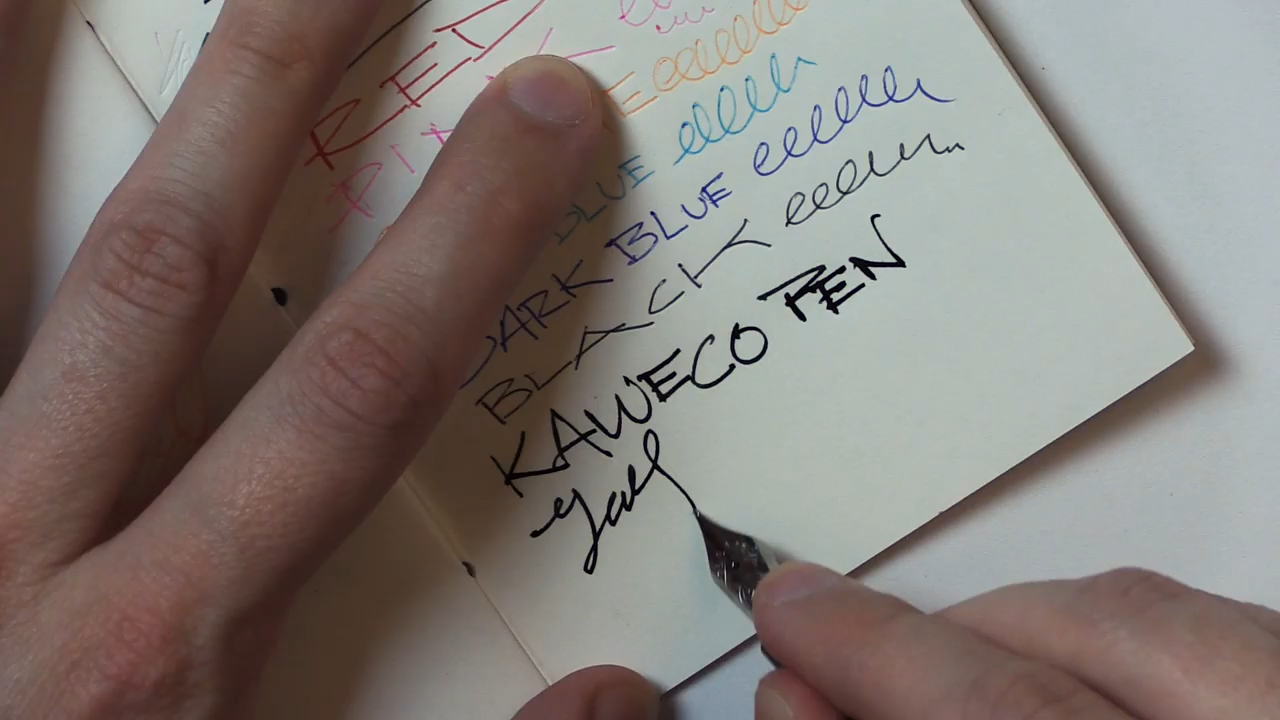 RED
PINK
BLUE
DARK BLUE
BLACK
KAWECO PEN